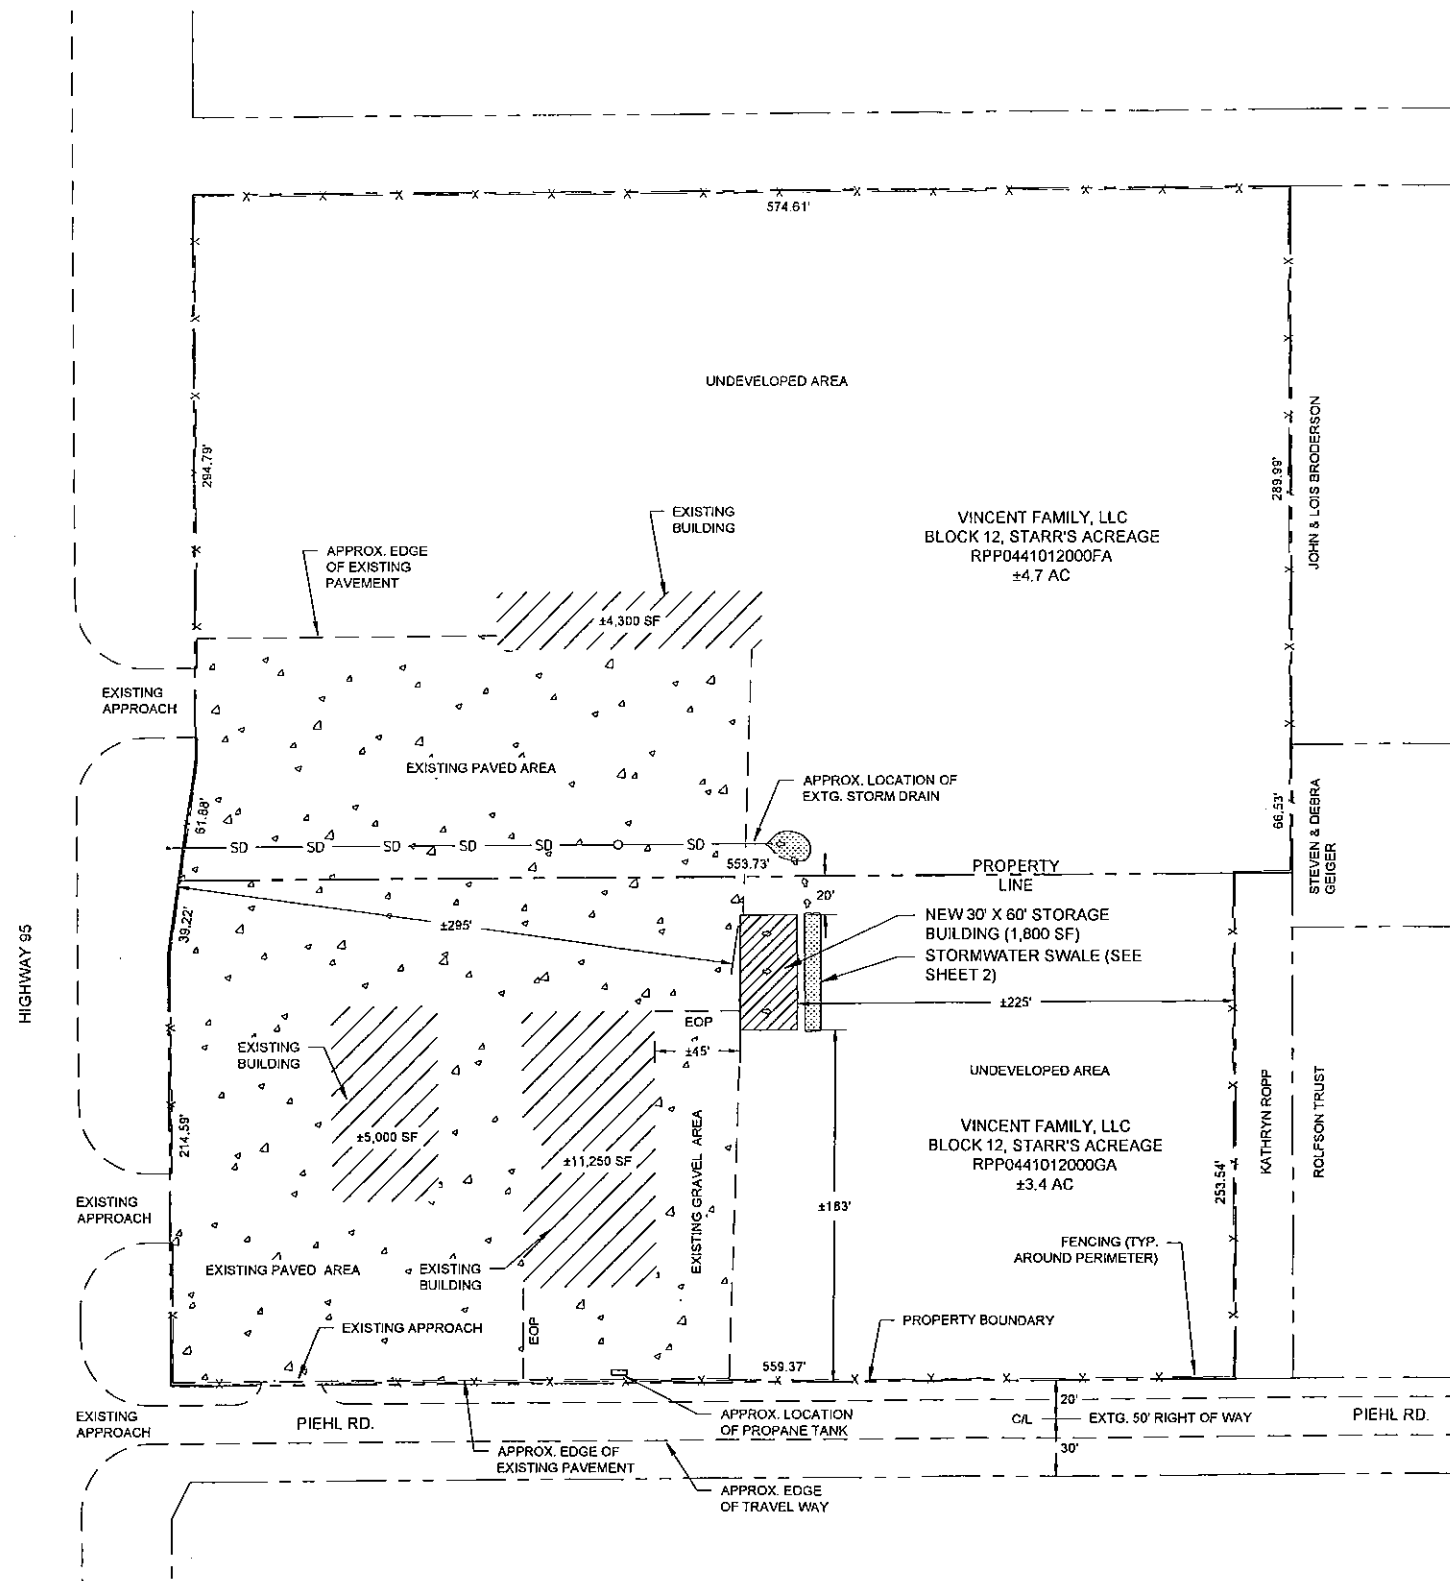 574.61'
UNDEVELOPED AREA
294.79'
289.99'
JOHN & LOIS BRODERSON
EXISTING
BUILDING
VINCENT FAMILY, LLC
BLOCK 12, STARR'S ACREAGE
RPP0441012000FA
±4.7 AC
APPROX. EDGE
OF EXISTING
PAVEMENT
±4,300 SF
EXISTING
APPROACH
EXISTING PAVED AREA
APPROX. LOCATION OF
EXTG. STORM DRAIN
61.88'
66.53'
STEVEN & DEBRA
GEIGER
SD SD SD SD SD SD
553.73'
PROPERTY
LINE
20'
39.22'
±295'
NEW 30' X 60' STORAGE
BUILDING (1,800 SF)
STORMWATER SWALE (SEE
SHEET 2)
HIGHWAY 95
±225'
EOP
±45'
EXISTING
BUILDING
UNDEVELOPED AREA
214.59'
±5,000 SF
±11,250 SF
EXISTING GRAVEL AREA
VINCENT FAMILY, LLC
BLOCK 12, STARR'S ACREAGE
RPP0441012000GA
±3.4 AC
KATHRYN ROPP
ROLFSON TRUST
253.54'
±183'
EXISTING
APPROACH
FENCING (TYP.
AROUND PERIMETER)
EXISTING PAVED AREA
EXISTING
BUILDING
EXISTING APPROACH
EOP
PROPERTY BOUNDARY
559.37'
EXISTING
APPROACH
PIEHL RD.
APPROX. LOCATION
OF PROPANE TANK
20'
C/L
EXTG. 50' RIGHT OF WAY
PIEHL RD.
30'
APPROX. EDGE OF
EXISTING PAVEMENT
APPROX. EDGE
OF TRAVEL WAY